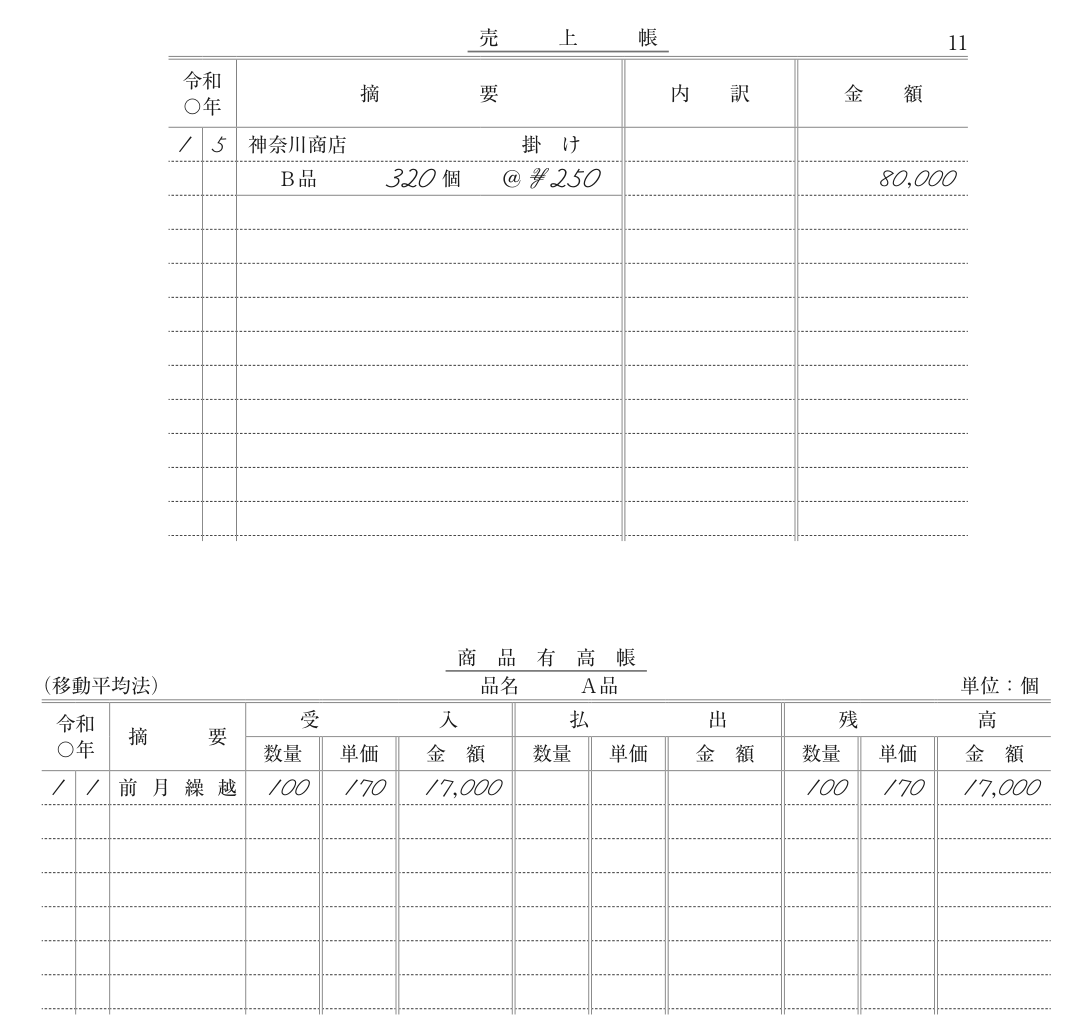 売上帳
11
令和○年 摘要 内訳 金額
1 5 神奈川商店 掛け
B品 320個 @¥250 80,000
商品有高帳
(移動平均法) 品名 A品 単位：個
令和○年 摘要 受入 払出 残高
数量 単価 金額 数量 単価 金額 数量 単価 金額
1 1 前月繰越 100 170 17,000 100 170 17,000